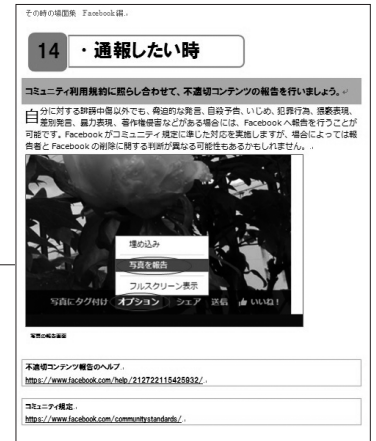 その時の場面集 Facebook編
14 ・通報したい時
コミュニティ利用規約に照らし合わせて、不適切コンテンツの報告を行いましょう。
自分に対する誹謗中傷以外でも、脅迫的な発言、自殺予告、いじめ、犯罪行為、猥褻表現、
差別発言、暴力表現、著作権侵害などがある場合には、Facebookへ報告を行うことが
可能です。Facebookがコミュニティ規定に準じた対応を実施しますが、場合によっては報
告者とFacebookの削除に関する判断が異なる可能性もあるかもしれません。
埋め込み
写真を報告
フルスクリーン表示
写真にタグ付け オプション シェア 送信 いいね！
写真の報告画面
不適切コンテンツ報告のヘルプ
https://www.facebook.com/help/212722115425932/
コミュニティ規定
https://www.facebook.com/communitystandards/